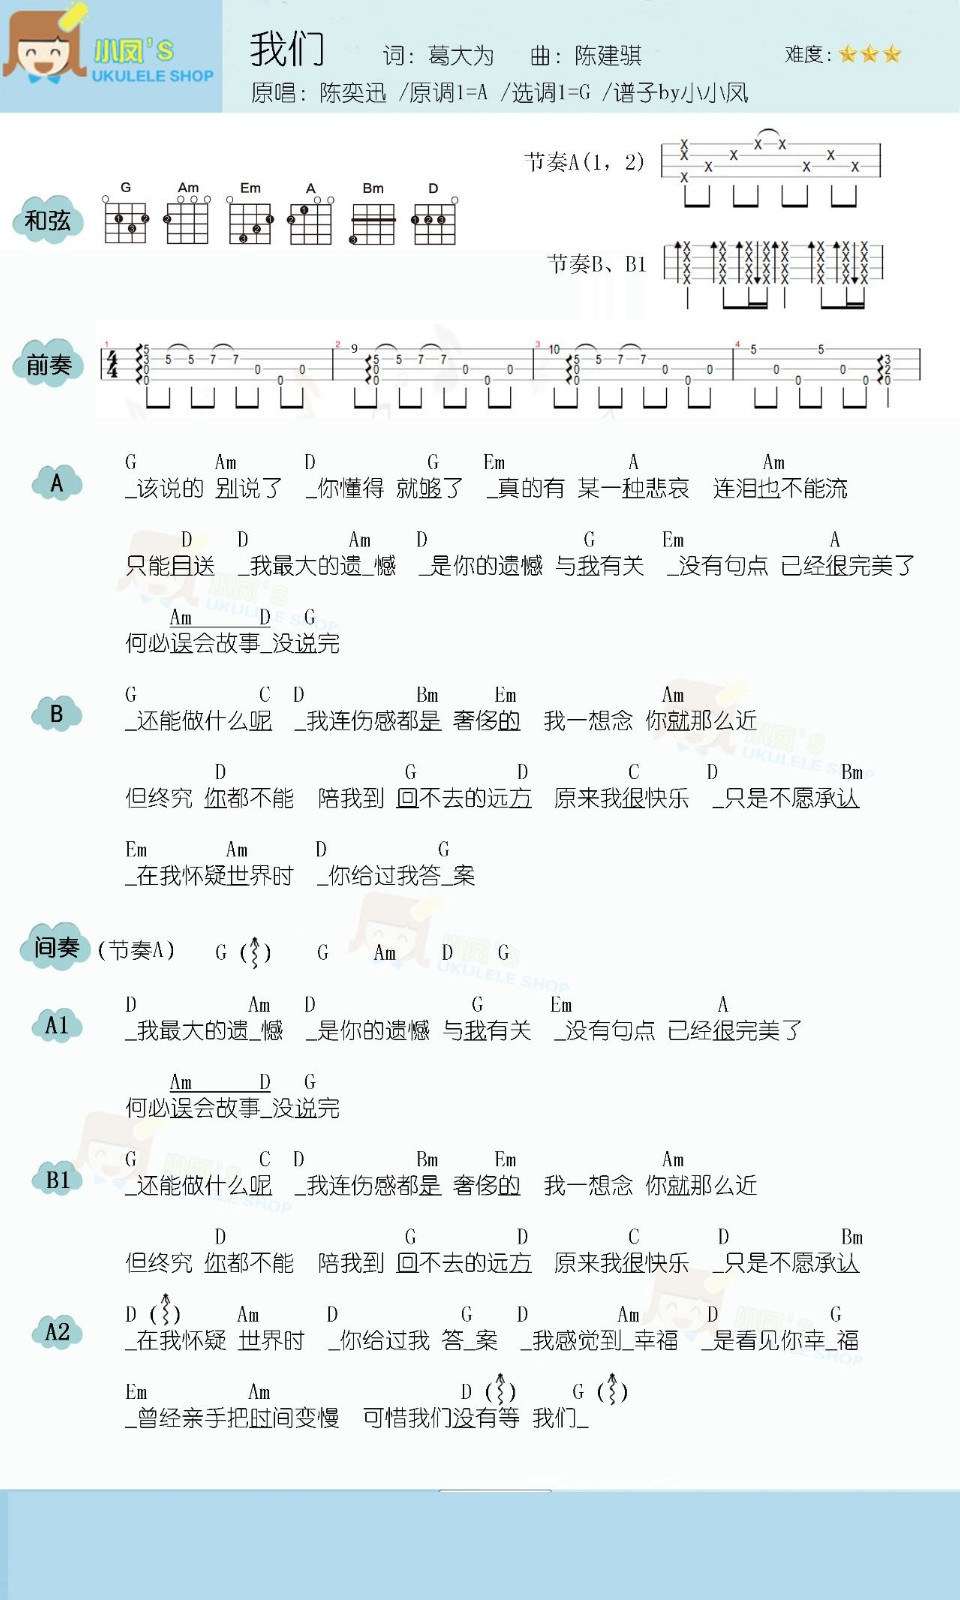 小凤'S
UKULELE SHOP
我们 词：葛大为 曲：陈建骐 难度：
原唱：陈奕迅 /原调1=A /选调1=G /谱子by小小凤
节奏A(1，2)
和弦
G Am Em A Bm D
节奏B、B1
前奏
G Am D G Em A Am
A _该说的 别说了 _你懂得 就够了 _真的有 某一种悲哀 连泪也不能流
D D Am D G Em A
只能目送 _我最大的遗_憾 _是你的遗憾 与我有关 _没有句点 已经很完美了
Am D G
何必误会故事_没说完
G C D Bm Em Am
B _还能做什么呢 _我连伤感都是 奢侈的 我一想念 你就那么近
D G D C D Bm
但终究 你都不能 陪我到 回不去的远方 原来我很快乐 _只是不愿承认
Em Am D G
_在我怀疑世界时 _你给过我答_案
间奏 (节奏A) G ( ) G Am D G
D Am D G Em A
A1 _我最大的遗_憾 _是你的遗憾 与我有关 _没有句点 已经很完美了
Am D G
何必误会故事_没说完
G C D Bm Em Am
B1 _还能做什么呢 _我连伤感都是 奢侈的 我一想念 你就那么近
D G D C D Bm
但终究 你都不能 陪我到 回不去的远方 原来我很快乐 _只是不愿承认
D ( ) Am D G D Am D G
A2 _在我怀疑 世界时 _你给过我 答_案 _我感觉到_幸福 _是看见你幸_福
Em Am D ( ) G ( )
_曾经亲手把时间变慢 可惜我们没有等 我们_